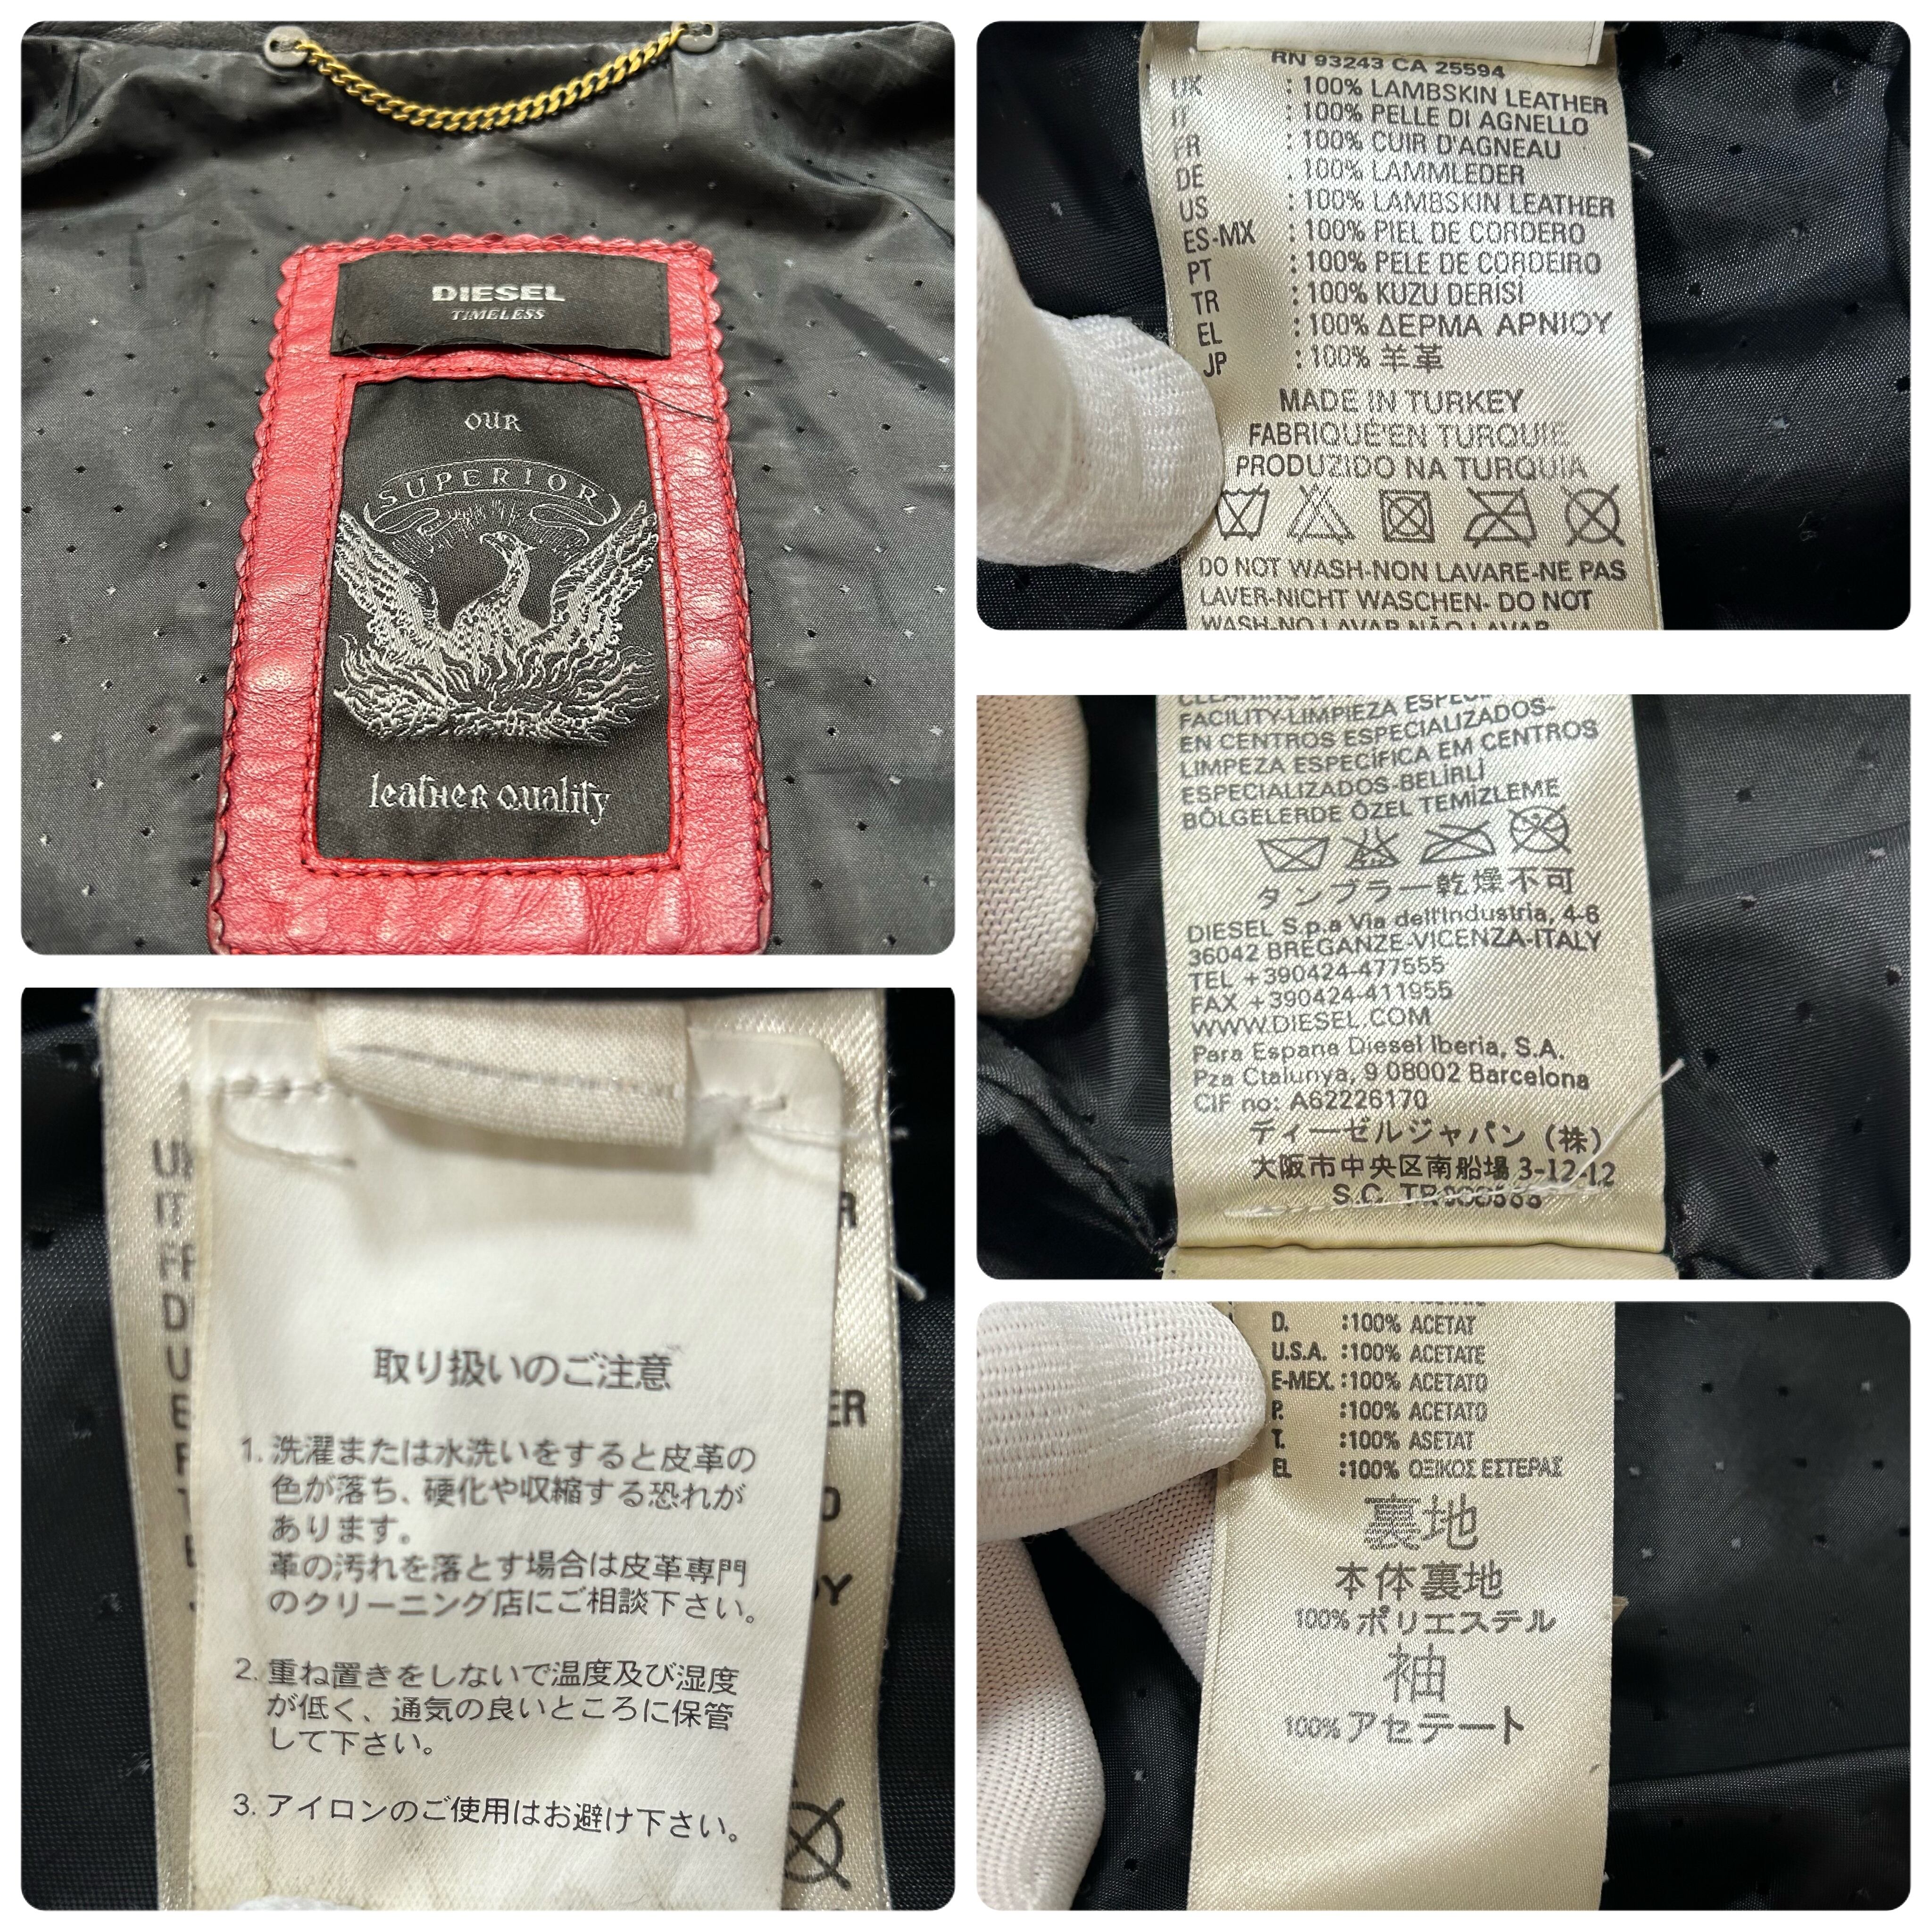 DIESEL
TIMELESS
OUR
SUPERIOR
leather quality
RN 93243 CA 25594
UK : 100% LAMBSKIN LEATHER
IT : 100% PELLE DI AGNELLO
FR : 100% CUIR D'AGNEAU
DE : 100% LAMMLEDER
US : 100% LAMBSKIN LEATHER
ES-MX : 100% PIEL DE CORDERO
PT : 100% PELE DE CORDEIRO
TR : 100% KUZU DERISI
EL : 100% ΔΕΡΜΑ ΑΡΝΙΟΥ
JP : 100% 羊革
MADE IN TURKEY
FABRIQUE'EN TURQUIE
PRODUZIDO NA TURQUIA
DO NOT WASH-NON LAVARE-NE PAS
LAVER-NICHT WASCHEN- DO NOT
WASH-NO LAVAR-NÃO LAVAR
FACILITY-LIMPIEZA
EN CENTROS ESPECIALIZADOS-
LIMPEZA ESPECÍFICA EM CENTROS
ESPECIALIZADOS-BELİRLİ
BÖLGELERDE ÖZEL TEMİZLEME
タンブラー乾燥不可
DIESEL S.p.a Via dell'Industria, 4-6
36042 BREGANZE-VICENZA-ITALY
TEL +390424-477555
FAX +390424-411955
WWW.DIESEL.COM
Para Espana Diesel Iberia, S.A.
Pza Ctalunya, 9 08002 Barcelona
CIF no: A62226170
ディーゼルジャパン (株)
大阪市中央区南船場 3-12-12
S.C.
取り扱いのご注意
1. 洗濯または水洗いをすると皮革の
色が落ち、硬化や収縮する恐れが
あります。
革の汚れを落とす場合は皮革専門
のクリーニング店にご相談下さい。
2. 重ね置きをしないで温度及び湿度
が低く、通気の良いところに保管
して下さい。
3. アイロンのご使用はお避け下さい。
D. :100% ACETAT
U.S.A. :100% ACETATE
E-MEX. :100% ACETATO
P. :100% ACETATO
T. :100% ASETAT
EL :100% ΟΞΙΚΟΣ ΕΣΤΕΡΑΣ
裏地
本体裏地
100% ポリエステル
袖
100% アセテート